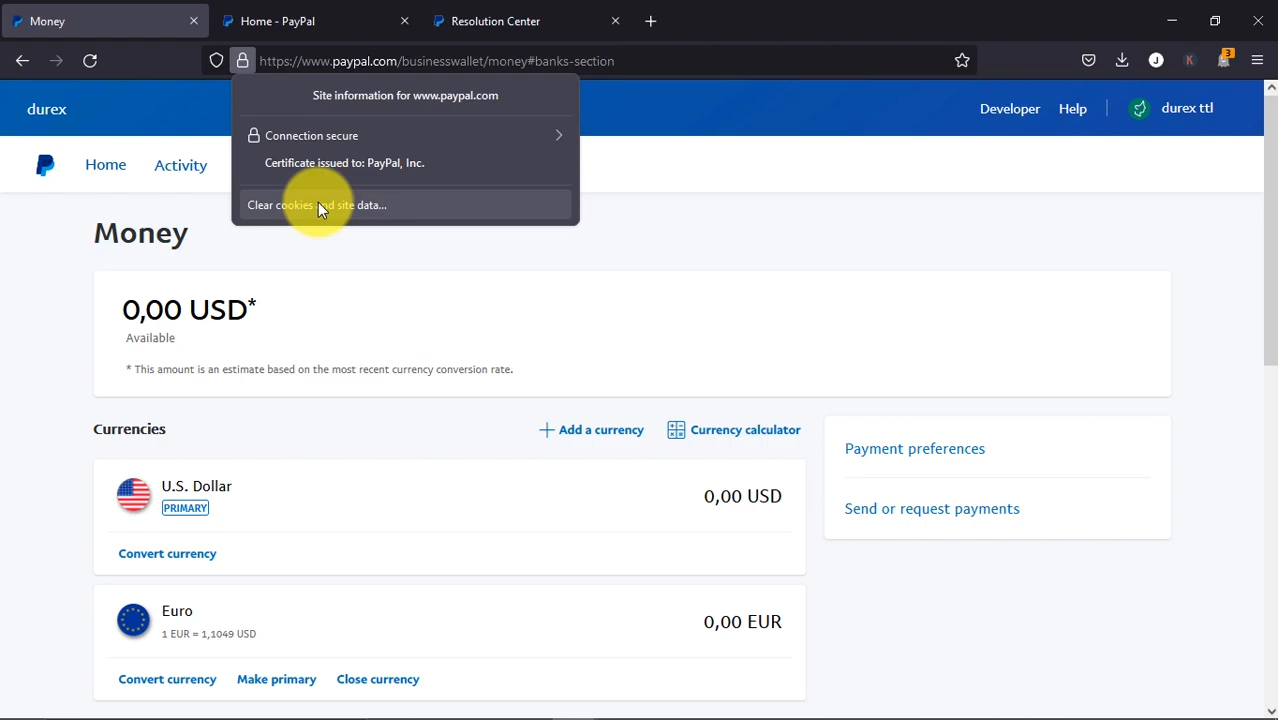 Money
Home - PayPal
Resolution Center
https://www.paypal.com/businesswallet/money#banks-section
J
K
3
Site information for www.paypal.com
Connection secure
Certificate issued to: PayPal, Inc.
Clear cookies and site data...
durex
Developer
Help
durex ttl
Home
Activity
Money
0,00 USD*
Available
* This amount is an estimate based on the most recent currency conversion rate.
Currencies
Add a currency
Currency calculator
U.S. Dollar
PRIMARY
0,00 USD
Convert currency
Euro
1 EUR = 1,1049 USD
0,00 EUR
Convert currency
Make primary
Close currency
Payment preferences
Send or request payments